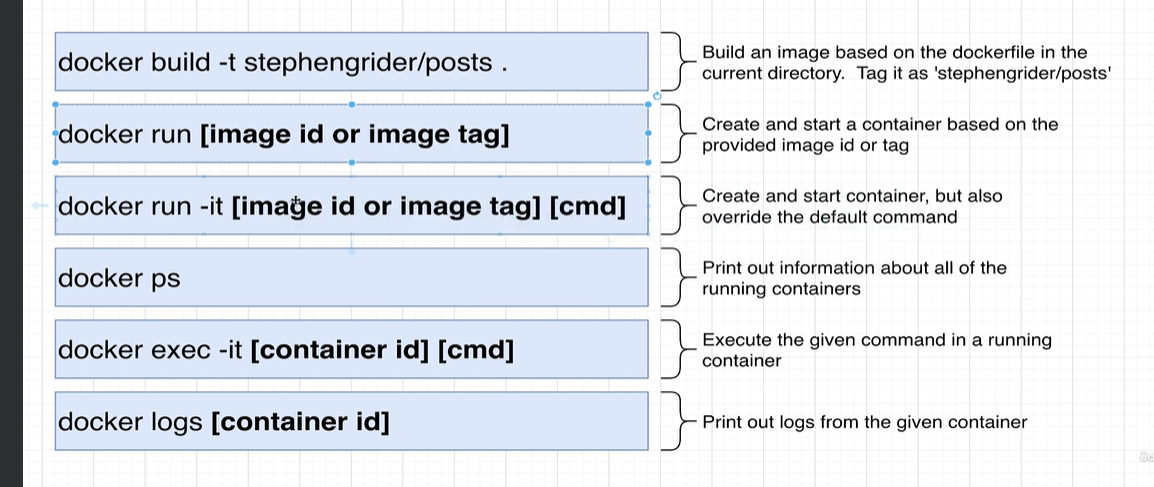 docker build -t stephengrider/posts .
Build an image based on the dockerfile in the
current directory.  Tag it as 'stephengrider/posts'
docker run [image id or image tag]
Create and start a container based on the
provided image id or tag
docker run -it [image id or image tag] [cmd]
Create and start container, but also
override the default command
docker ps
Print out information about all of the
running containers
docker exec -it [container id] [cmd]
Execute the given command in a running
container
docker logs [container id]
Print out logs from the given container